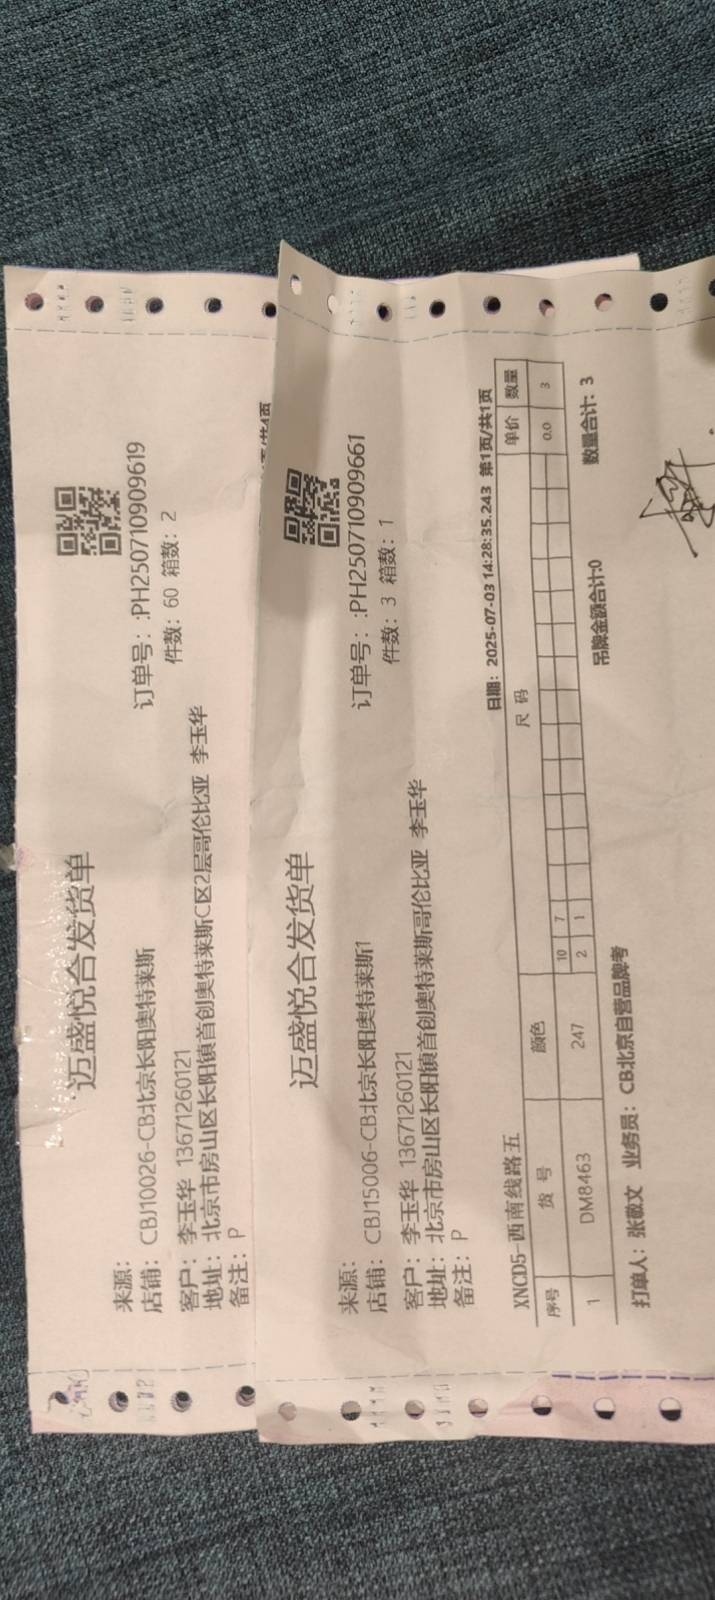 迈盛悦合发货单
来源:
店铺: CBJ10026-CB北京长阳奥特莱斯 订单号: :PH250710909619
客户: 李玉华 13671260121 件数: 60 箱数: 2
地址: 北京市房山区长阳镇首创奥特莱斯C区2层哥伦比亚 李玉华
备注: P
迈盛悦合发货单
来源:
店铺: CBJ15006-CB北京长阳奥特莱斯1 订单号: :PH250710909661
客户: 李玉华 13671260121 件数: 3 箱数: 1
地址: 北京市房山区长阳镇首创奥特莱斯哥伦比亚 李玉华
备注: P
XNCD5-西南线路五 日期: 2025-07-03 14:28:35.243 第1页/共1页
序号 货 号 颜色 尺 码 单价 数量
10 7
1 DM8463 247 2 1 0.0 3
吊牌金额合计:0 数量合计: 3
打单人: 张敬文 业务员: CB北京自营品牌考